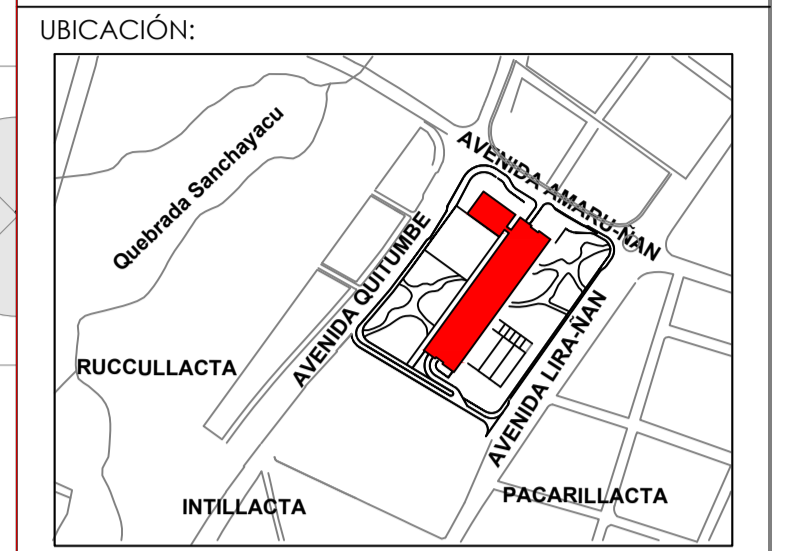 UBICACIÓN:
Quebrada Sanchayacu
AVENIDA AMARU-ÑAN
AVENIDA QUITUMBE
AVENIDA LIRA-ÑAN
RUCCULLACTA
PACARILLACTA
INTILLACTA